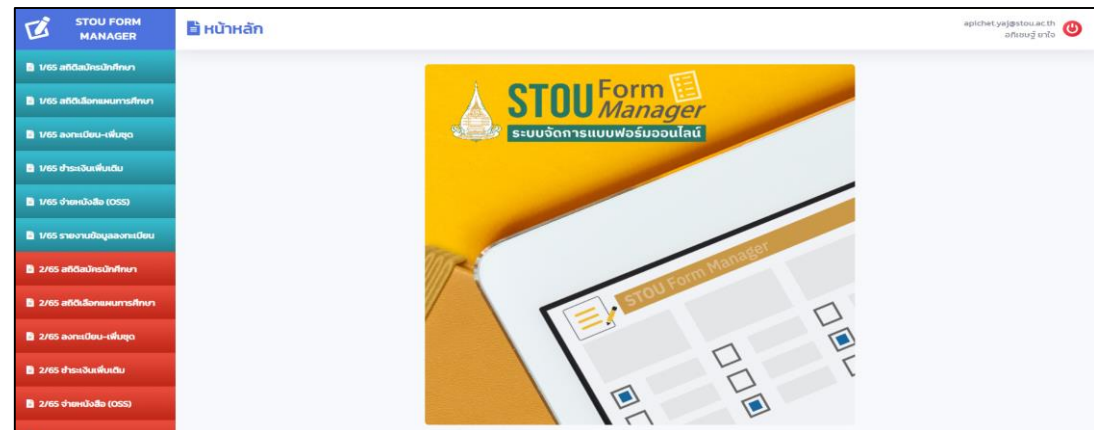 STOU FORM
MANAGER
หน้าหลัก
apichet.yaj@stou.ac.th
อภิเชษฐ์ ยาใจ
1/65 สถิติสมัครนักศึกษา
1/65 สถิติเลือกแผนการศึกษา
1/65 ลงทะเบียน-เพิ่มชุด
1/65 ชำระเงินเพิ่มเติม
1/65 จ่ายหนังสือ (OSS)
1/65 รายงานข้อมูลลงทะเบียน
2/65 สถิติสมัครนักศึกษา
2/65 สถิติเลือกแผนการศึกษา
2/65 ลงทะเบียน-เพิ่มชุด
2/65 ชำระเงินเพิ่มเติม
2/65 จ่ายหนังสือ (OSS)
STOU Form
Manager
ระบบจัดการแบบฟอร์มออนไลน์
STOU Form Manager